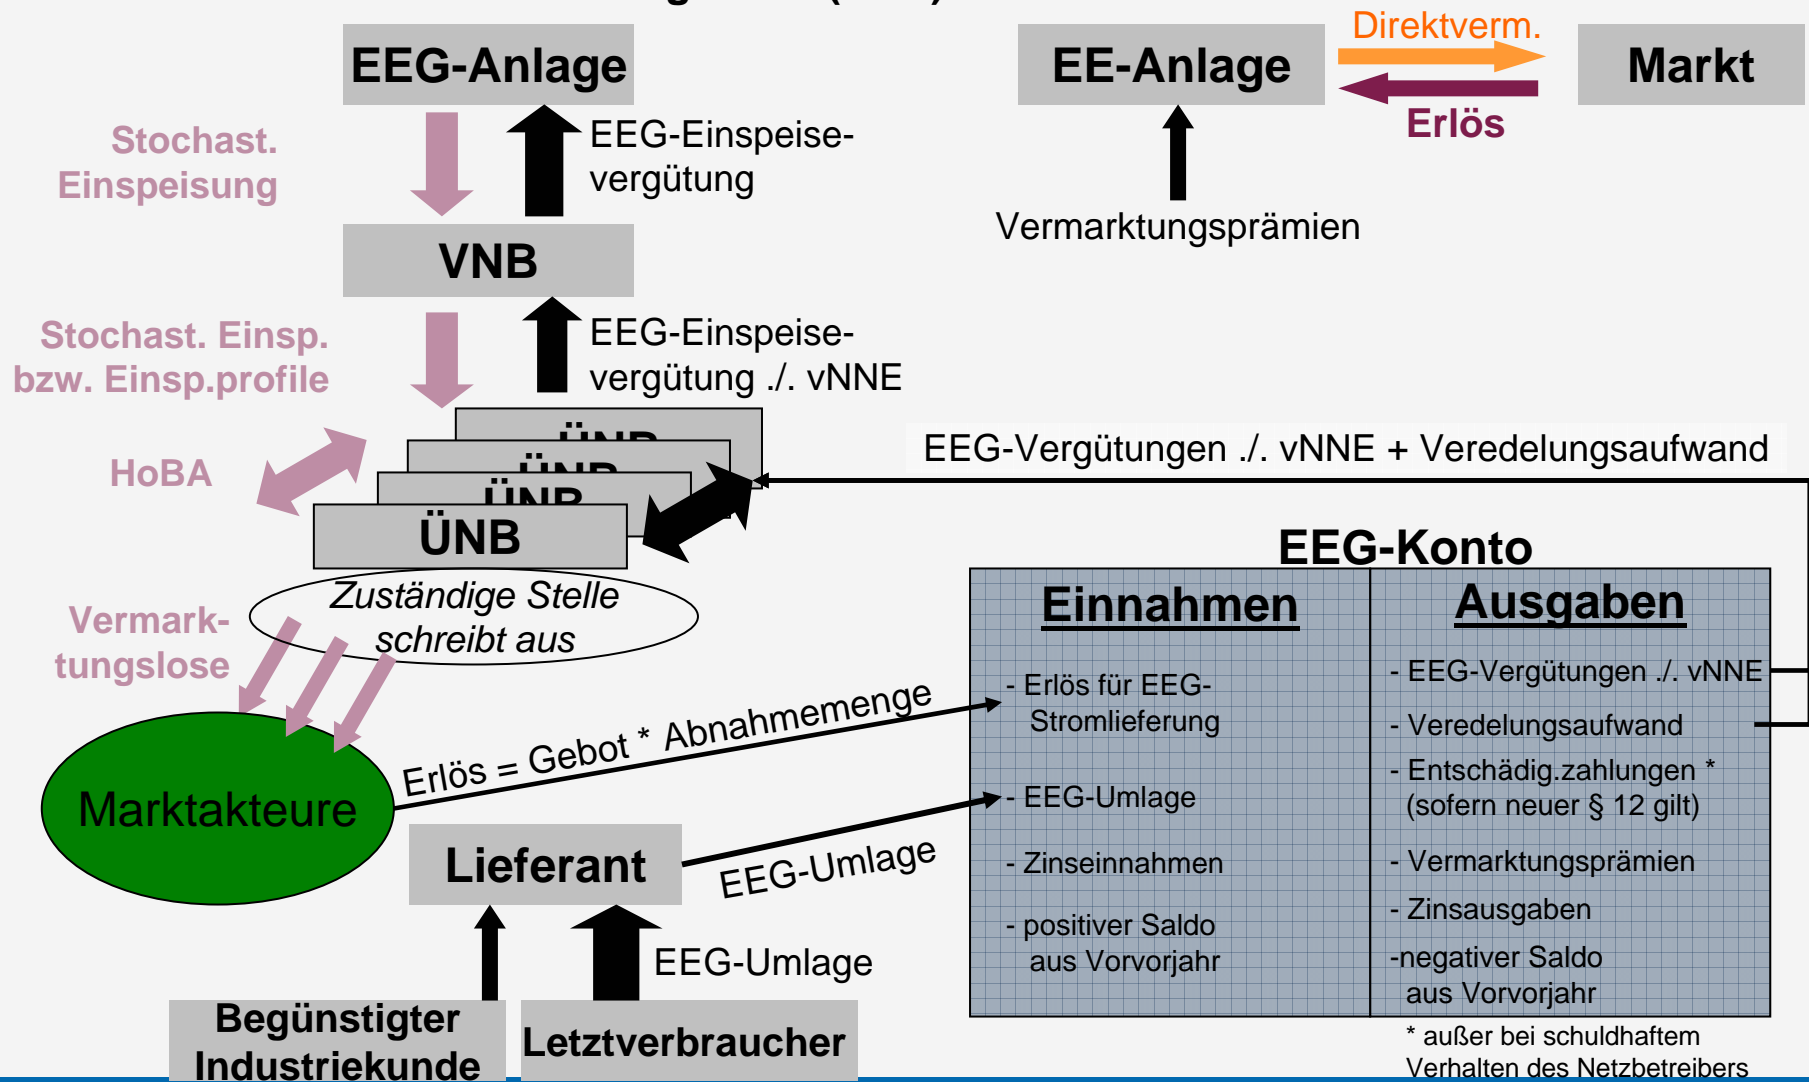 EEG-Anlage
EE-Anlage
Direktverm.
Erlös
Markt
Stochast.
Einspeisung
EEG-Einspeise-
vergütung
Vermarktungsprämien
VNB
Stochast. Einsp.
bzw. Einsp.profile
EEG-Einspeise-
vergütung ./. vNNE
HoBA
ÜNB
ÜNB
ÜNB
ÜNB
EEG-Vergütungen ./. vNNE + Veredelungsaufwand
Zuständige Stelle
schreibt aus
Vermark-
tungslose
Marktakteure
Erlös = Gebot * Abnahmemenge
Lieferant
EEG-Umlage
EEG-Umlage
Begünstigter
Industriekunde
Letztverbraucher
EEG-Konto
Einnahmen
- Erlös für EEG-
Stromlieferung
- EEG-Umlage
- Zinseinnahmen
- positiver Saldo
aus Vorvorjahr
Ausgaben
- EEG-Vergütungen ./. vNNE
- Veredelungsaufwand
- Entschädig.zahlungen *
(sofern neuer § 12 gilt)
- Vermarktungsprämien
- Zinsausgaben
-negativer Saldo
aus Vorvorjahr
* außer bei schuldhaftem
Verhalten des Netzbetreibers